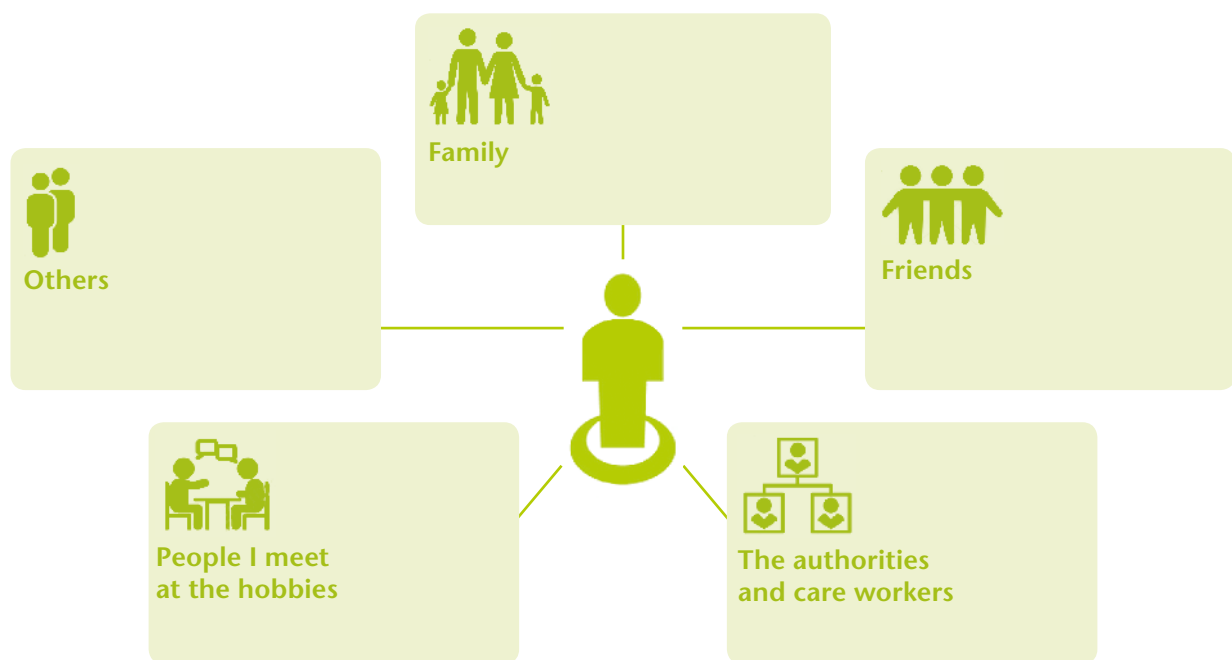 Family
Others
Friends
People I meet
at the hobbies
The authorities
and care workers